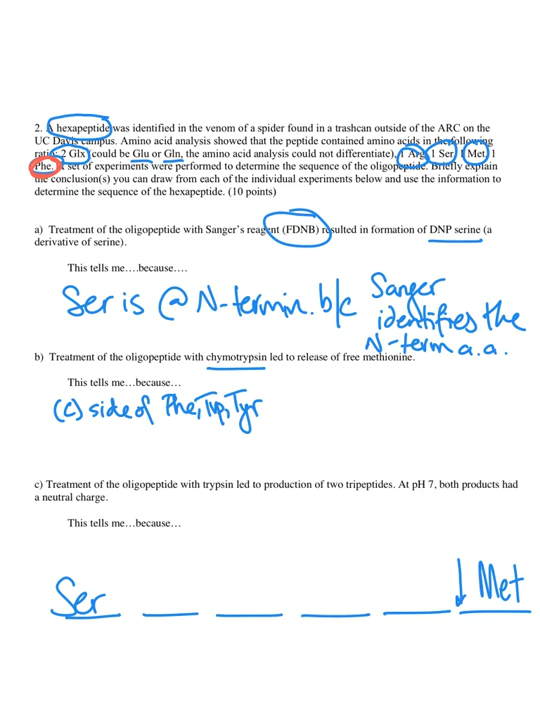 2. A hexapeptide was identified in the venom of a spider found in a trashcan outside of the ARC on the
UC Davis campus. Amino acid analysis showed that the peptide contained amino acids in the following
ratio: 2 Glx (could be Glu or Gln, the amino acid analysis could not differentiate), 1 Arg, 1 Ser, 1 Met, 1
Phe. A set of experiments were performed to determine the sequence of the oligopeptide. Briefly explain
the conclusion(s) you can draw from each of the individual experiments below and use the information to
determine the sequence of the hexapeptide. (10 points)
a) Treatment of the oligopeptide with Sanger's reagent (FDNB) resulted in formation of DNP serine (a
derivative of serine).
This tells me….because….
Ser is @ N-termin. b/c Sanger
identifies the
N-term a.a.
b) Treatment of the oligopeptide with chymotrypsin led to release of free methionine.
This tells me…because…
(C) side of Phe, Trp, Tyr
c) Treatment of the oligopeptide with trypsin led to production of two tripeptides. At pH 7, both products had
a neutral charge.
This tells me…because…
Ser ↓ Met